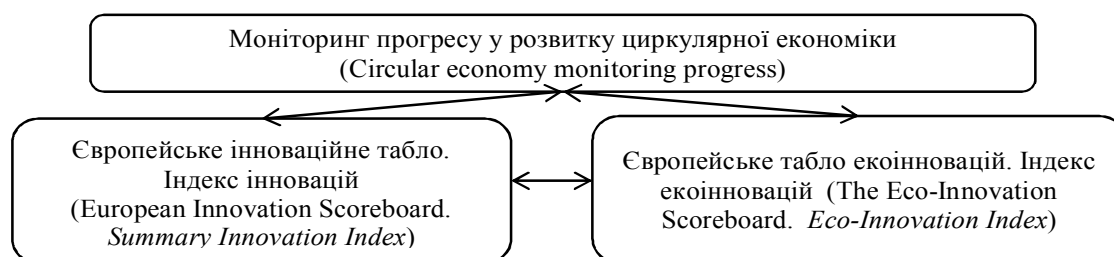 Моніторинг прогресу у розвитку циркулярної економіки
(Circular economy monitoring progress)
Європейське інноваційне табло.
Індекс інновацій
(European Innovation Scoreboard.
Summary Innovation Index)
Європейське табло екоінновацій. Індекс
екоінновацій (The Eco-Innovation
Scoreboard. Eco-Innovation Index)